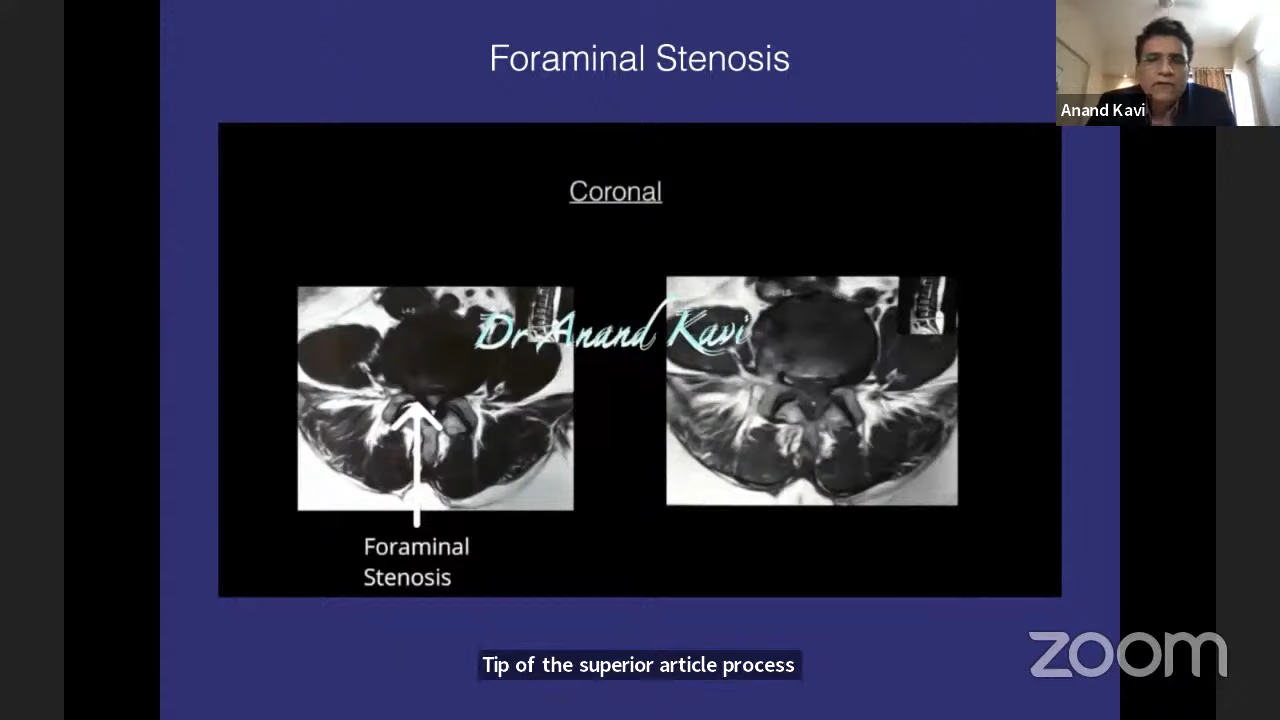 Foraminal Stenosis
Anand Kavi
Coronal
Dr Anand Kavi
Foraminal
Stenosis
Tip of the superior article process
zoom